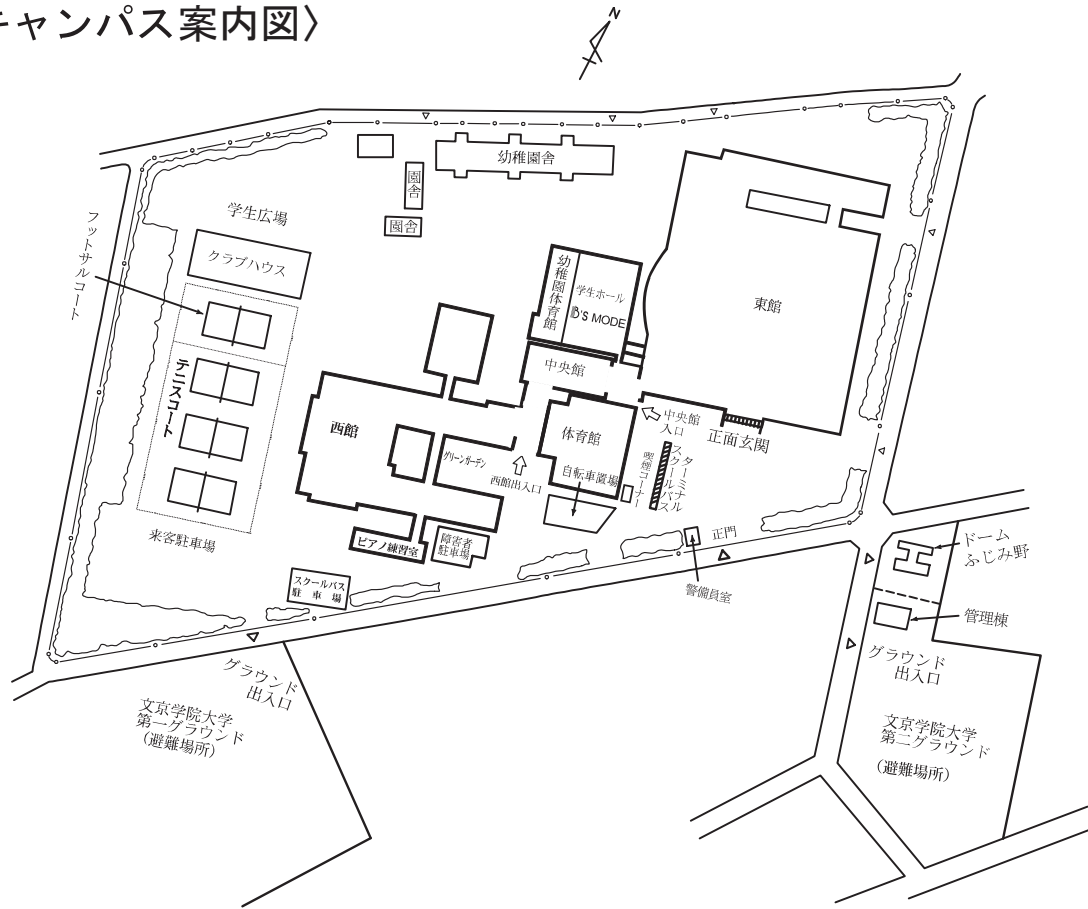 キャンパス案内図〉
N
幼稚園舎
園舎
園舎
学生広場
クラブハウス
フットサルコート
テニスコート
来客駐車場
幼稚園体育館
学生ホール
B'S MODE
東館
中央館
中央館
入口
正面玄関
西館
グリーンガーデン
西館出入口
体育館
自転車置場
喫煙コーナー
スクールバス
ターミナル
ピアノ練習室
障害者
駐車場
スクールバス
駐車場
正門
警備員室
ドーム
ふじみ野
管理棟
グラウンド
出入口
文京学院大学
第一グラウンド
(避難場所)
グラウンド
出入口
文京学院大学
第二グラウンド
(避難場所)